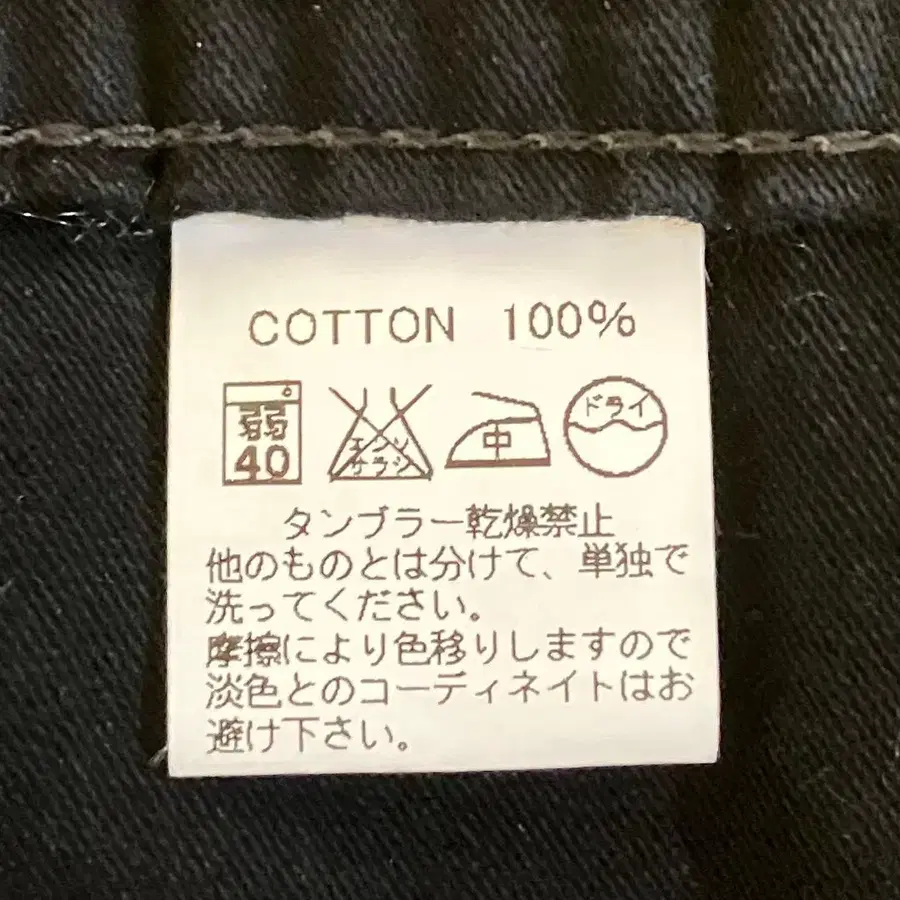 COTTON 100%
弱 エンソ 中 ドライ
40 サラシ
タンブラー乾燥禁止
他のものとは分けて、単独で
洗ってください。
摩擦により色移りしますので
淡色とのコーディネイトはお
避け下さい。